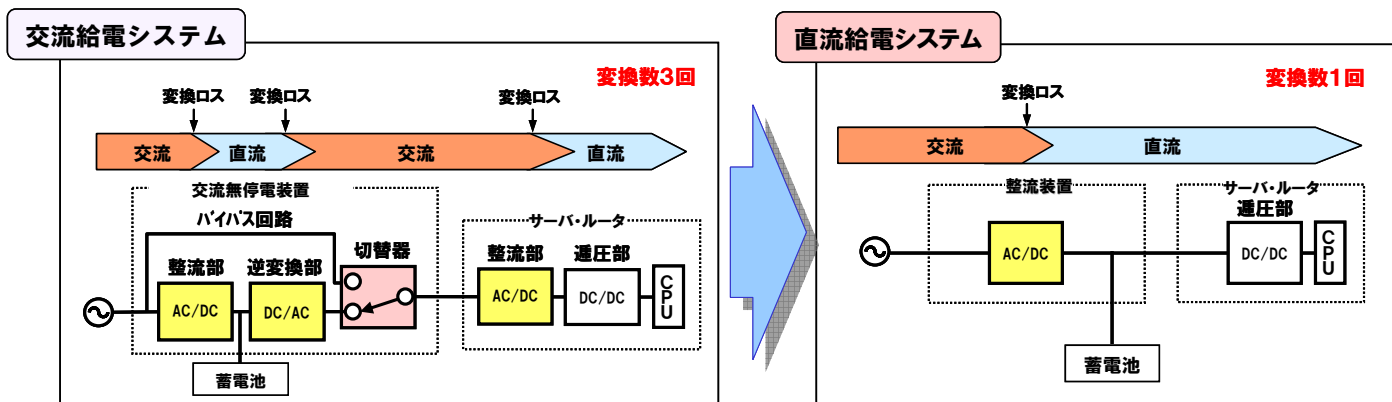 交流給電システム
変換数3回
変換ロス
変換ロス
変換ロス
交流
直流
交流
直流
交流無停電装置
バイパス回路
切替器
整流部
逆変換部
AC/DC
DC/AC
蓄電池
サーバ・ルータ
整流部
逓圧部
AC/DC
DC/DC
CPU
直流給電システム
変換数1回
変換ロス
交流
直流
整流装置
AC/DC
蓄電池
サーバ・ルータ
逓圧部
DC/DC
CPU